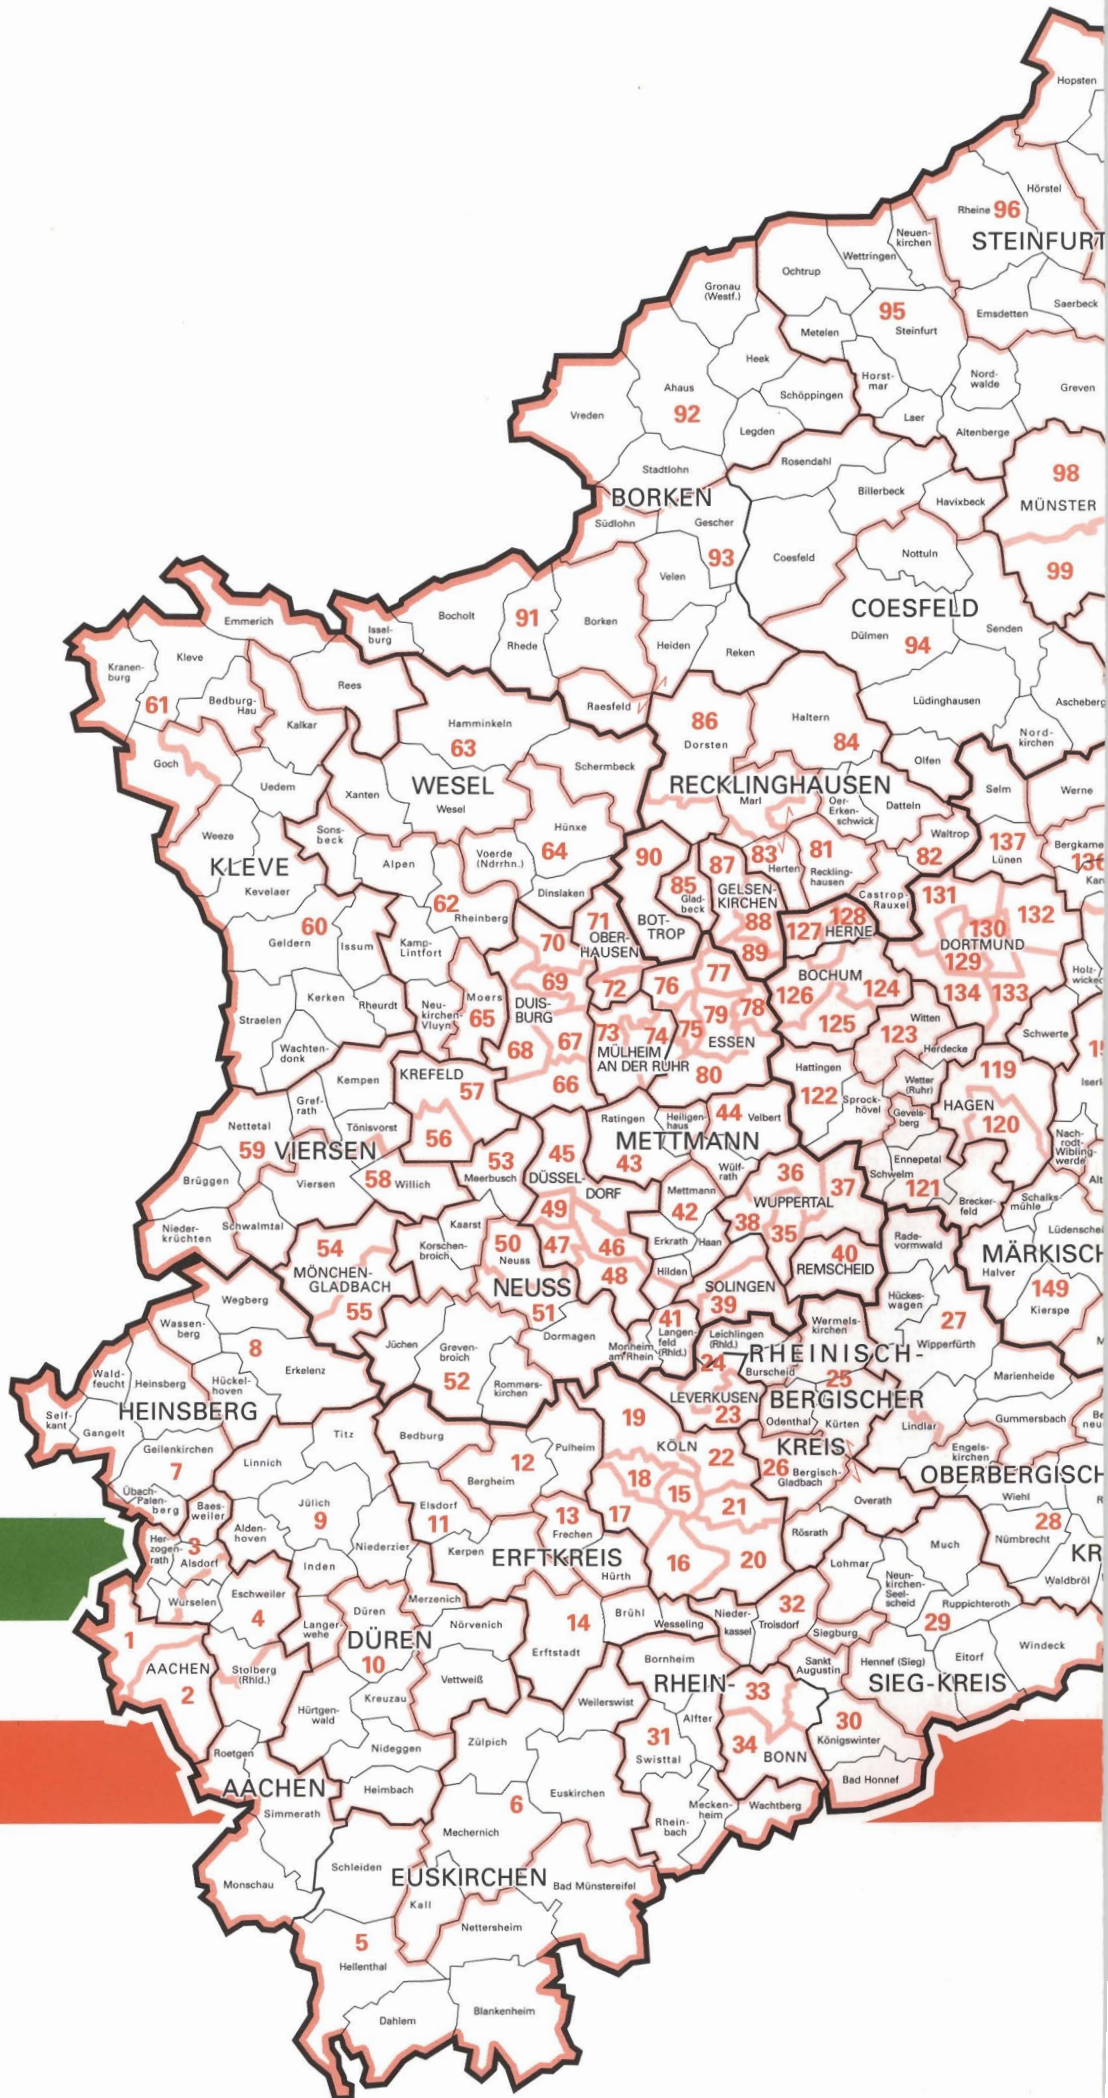 Hopsten
Hörstel
Rheine 96
STEINFURT
Neuen-
kirchen
Wettringen
Ochtrup
Gronau
(Westf.)
95
Steinfurt
Metelen
Emsdetten
Saerbeck
Heek
Horst-
mar
Nord-
walde
Greven
Ahaus
92
Schöppingen
Vreden
Legden
Laer
Altenberge
Stadtlohn
Rosendahl
BORKEN
Billerbeck
Havixbeck
98
MÜNSTER
Südlohn
Gescher
93
Coesfeld
Nottuln
99
Velen
COESFELD
Emmerich
Issel-
burg
Bocholt
91
Rhede
Borken
Heiden
Reken
Dülmen
94
Senden
Kleve
Kranen-
burg
61
Bedburg-
Hau
Rees
Kalkar
Raesfeld
Lüdinghausen
Ascheberg
Hamminkeln
63
86
Dorsten
Haltern
84
Nord-
kirchen
Goch
Schermbeck
Olfen
Uedem
Xanten
WESEL
Wesel
RECKLINGHAUSEN
Marl
Oer-
Erken-
schwick
Datteln
Selm
Werne
Weeze
Sons-
beck
Hünxe
64
Waltrop
82
137
Lünen
Bergkame
136
Kam
KLEVE
Kevelaer
Alpen
Voerde
(Ndrrhn.)
90
87
83
Herten
81
Reckling-
hausen
Dinslaken
85
Glad-
beck
GELSEN-
KIRCHEN
Castrop-
Rauxel
131
62
Rheinberg
60
Geldern
Issum
Kamp-
Lintfort
71
OBER-
HAUSEN
BOT-
TROP
88
89
127
128
HERNE
130
132
DORTMUND
129
70
69
72
76
77
BOCHUM
126
124
134
133
Holz-
wicked
Kerken
Rheurdt
Neu-
kirchen-
Vluyn
Moers
65
DUIS-
BURG
Straelen
68
67
73
74
75
79
78
125
123
Witten
Schwerte
MÜLHEIM
AN DER RUHR
ESSEN
Herdecke
Wachten-
donk
KREFELD
57
66
80
Hattingen
122
Wetter
(Ruhr)
119
Iserl
Kempen
Gref-
rath
Sprock-
hövel
Gevels-
berg
HAGEN
120
Nettetal
59
VIERSEN
Tönisvorst
56
Ratingen
Heiligen-
haus
44
Velbert
METTMANN
43
Nach-
rodt-
Wibling-
werde
Brüggen
Viersen
58
Willich
53
Meerbusch
45
DÜSSEL-
DORF
Wülf-
rath
36
37
Ennepetal
Schwelm
121
Brecker-
feld
Alt
Mettmann
42
WUPPERTAL
Schalks-
mühle
Nieder-
krüchten
Schwalmtal
Kaarst
49
38
35
Lüdenschei
Rade-
vormwald
54
MÖNCHEN-
GLADBACH
55
Korschen-
broich
50
Neuss
47
46
48
Erkrath
Haan
40
REMSCHEID
MÄRKISCH
Halver
149
Kierspe
Hilden
SOLINGEN
39
NEUSS
51
Hückes-
wagen
27
Wegberg
Wassen-
berg
8
Erkelenz
Jüchen
Greven-
broich
Dormagen
Monheim
am Rhein
41
Langen-
feld
(Rhld.)
Leichlingen
(Rhld.)
24
Burscheid
Wermels-
kirchen
RHEINISCH-
25
BERGISCHER
Wipperfürth
M
Wald-
feucht
Heinsberg
Hückel-
hoven
52
Rommers-
kirchen
LEVERKUSEN
23
Marienheide
Self-
kant
Gangelt
HEINSBERG
19
Odenthal
Kürten
Lindlar
Gummersbach
Be
neu
Geilenkirchen
7
Linnich
Titz
Bedburg
Pulheim
12
Bergheim
KÖLN
22
KREIS
26
Bergisch-
Gladbach
Engels-
kirchen
OBERBERGISCH
Übach-
Palen-
berg
Baes-
weiler
18
15
Overath
Wiehl
R
Jülich
9
Elsdorf
11
13
Frechen
17
21
28
Nümbrecht
Alden-
hoven
Her-
zogen-
rath
3
Alsdorf
Niederzier
Kerpen
ERFTKREIS
Hürth
Rösrath
Lohmar
Much
KR
Inden
16
20
Waldbröl
Würselen
Eschweiler
4
Merzenich
Neun-
kirchen-
Seel-
scheid
Ruppichteroth
29
Düren
Langer-
wehe
DÜREN
10
Nörvenich
14
Erftstadt
Brühl
Wesseling
Nieder-
kassel
32
Troisdorf
Siegburg
Windeck
1
AACHEN
2
Stolberg
(Rhld.)
Vettweiß
Bornheim
RHEIN-
33
Sankt
Augustin
Hennef (Sieg)
Eitorf
SIEG-KREIS
Hürtgen-
wald
Kreuzau
Weilerswist
Alfter
31
Swisttal
34
BONN
30
Königswinter
Nideggen
Zülpich
Roetgen
AACHEN
Simmerath
Heimbach
6
Euskirchen
Bad Honnef
Mecken-
heim
Wachtberg
Rhein-
bach
Mechernich
Schleiden
EUSKIRCHEN
Bad Münstereifel
Monschau
Kall
Nettersheim
5
Hellenthal
Dahlem
Blankenheim